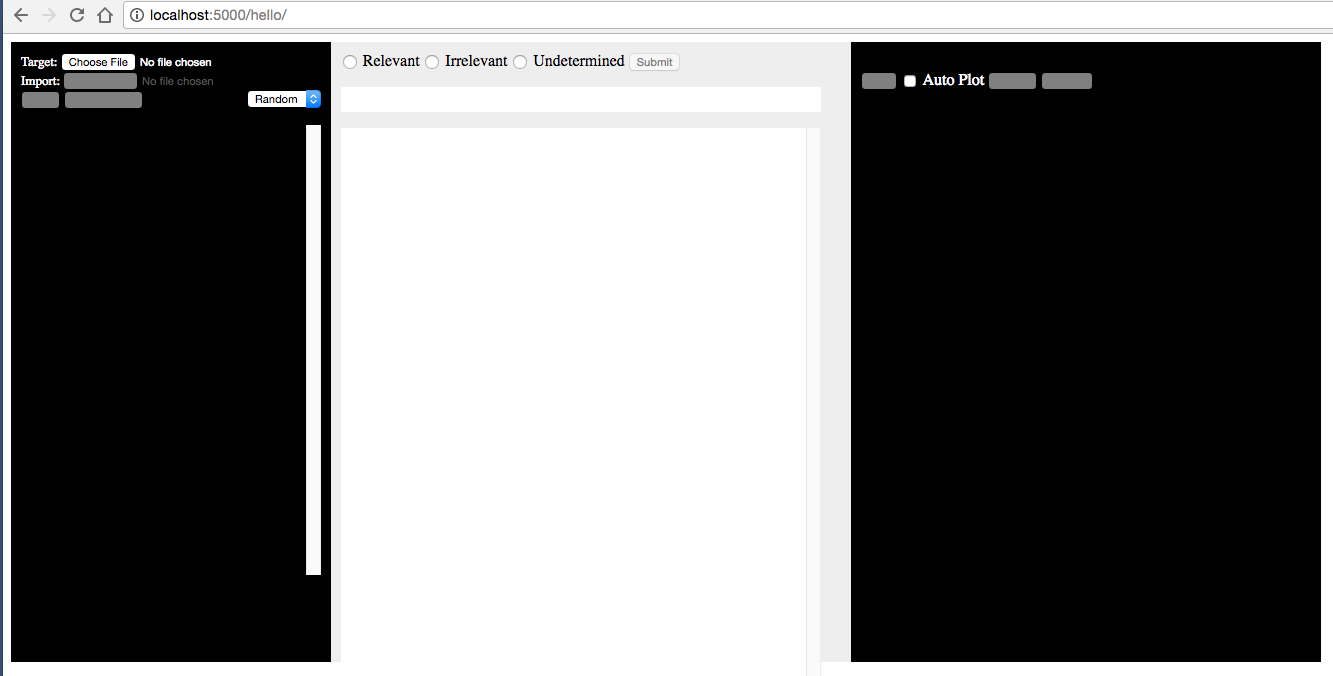 localhost:5000/hello/
Target: Choose File No file chosen
Import: No file chosen
Random
Relevant Irrelevant Undetermined Submit
Auto Plot